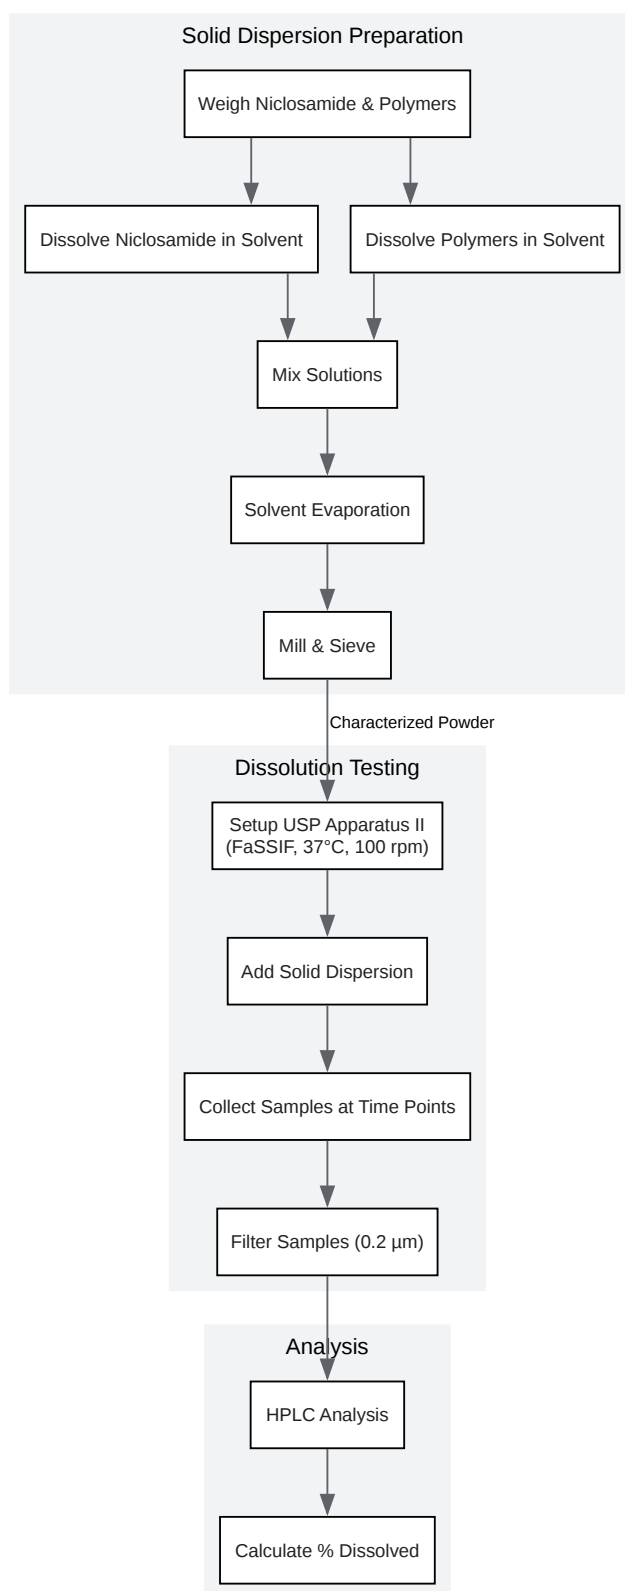 Solid Dispersion Preparation
Weigh Niclosamide & Polymers
Dissolve Niclosamide in Solvent
Dissolve Polymers in Solvent
Mix Solutions
Solvent Evaporation
Mill & Sieve
Characterized Powder
Dissolution Testing
Setup USP Apparatus II
(FaSSIF, 37°C, 100 rpm)
Add Solid Dispersion
Collect Samples at Time Points
Filter Samples (0.2 µm)
Analysis
HPLC Analysis
Calculate % Dissolved